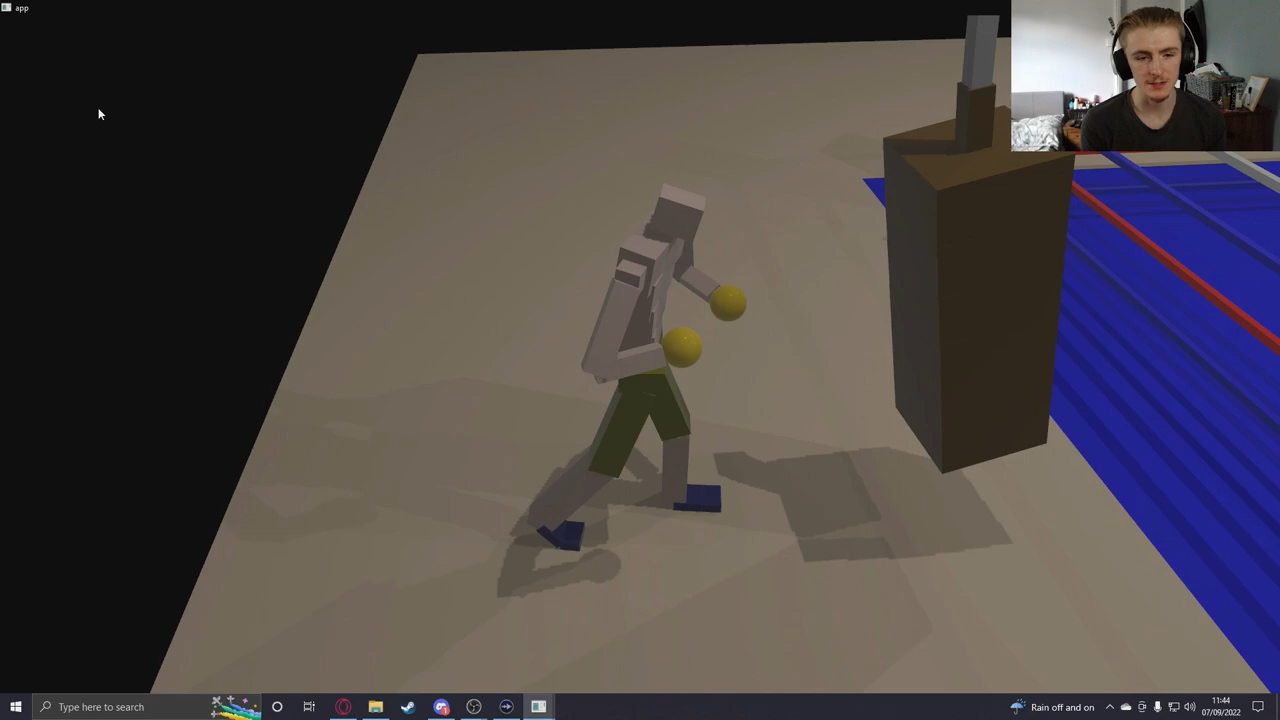 app
Type here to search
Rain off and on
11:44
07/09/2022